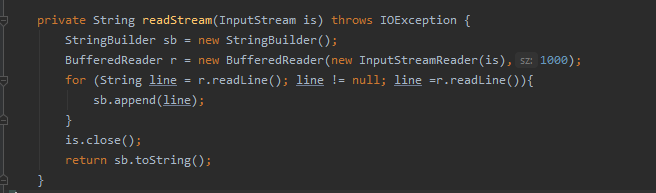 private String readStream(InputStream is) throws IOException {
    StringBuilder sb = new StringBuilder();
    BufferedReader r = new BufferedReader(new InputStreamReader(is), sz: 1000);
    for (String line = r.readLine(); line != null; line =r.readLine()){
        sb.append(line);
    }
    is.close();
    return sb.toString();
}